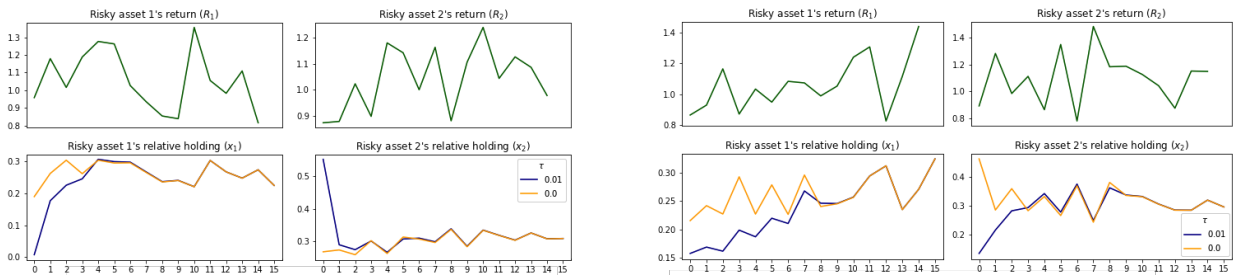 Risky asset 1's return (R₁)
Risky asset 2's return (R₂)
Risky asset 1's return (R₁)
Risky asset 2's return (R₂)
1.3
1.2
1.1
1.0
0.9
0.8
1.2
1.1
1.0
0.9
1.4
1.2
1.0
0.8
1.4
1.2
1.0
0.8
Risky asset 1's relative holding (x₁)
Risky asset 2's relative holding (x₂)
Risky asset 1's relative holding (x₁)
Risky asset 2's relative holding (x₂)
0.3
0.2
0.1
0.0
0 1 2 3 4 5 6 7 8 9 10 11 12 13 14 15
0.5
0.4
0.3
τ
0.01
0.0
0 1 2 3 4 5 6 7 8 9 10 11 12 13 14 15
0.30
0.25
0.20
0.15
0 1 2 3 4 5 6 7 8 9 10 11 12 13 14 15
0.4
0.3
0.2
τ
0.01
0.0
0 1 2 3 4 5 6 7 8 9 10 11 12 13 14 15